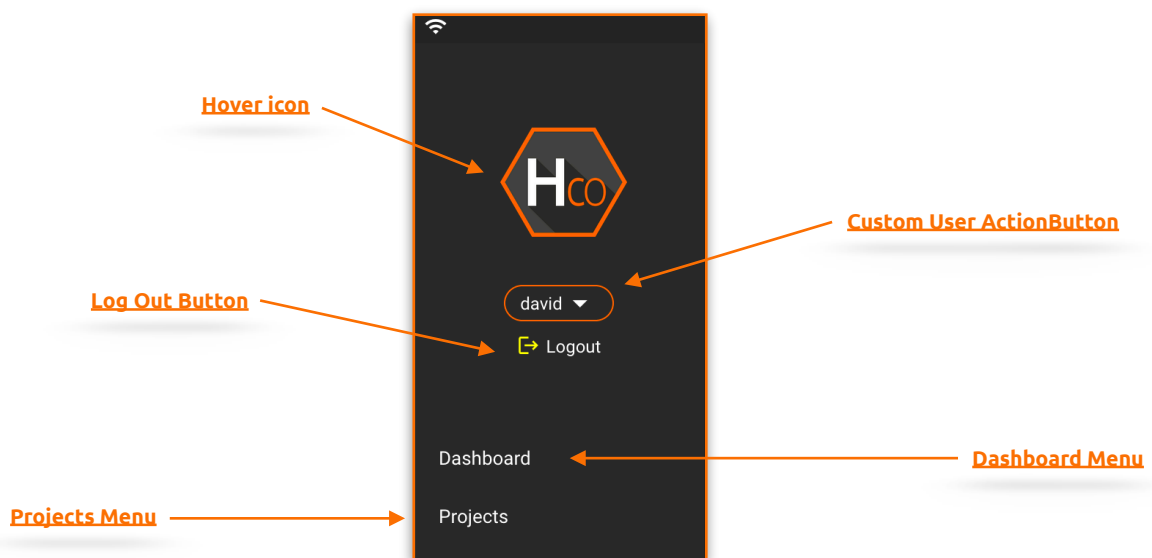 Hover icon
Hco
Custom User ActionButton
Log Out Button
david
Logout
Dashboard
Dashboard Menu
Projects Menu
Projects